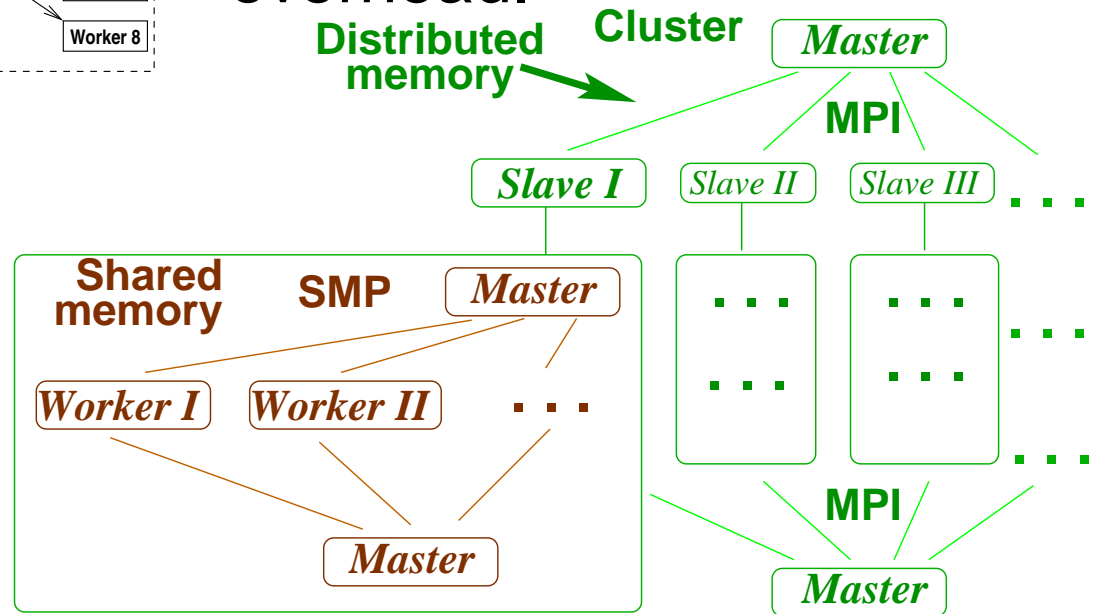 overhead.
Worker 8
Distributed
memory
Cluster
Master
MPI
Slave I
Slave II
Slave III
. . .
Shared
memory
SMP
Master
. . .
. . .
. . .
Worker I
Worker II
. . .
. . .
. . .
. . .
MPI
Master
Master